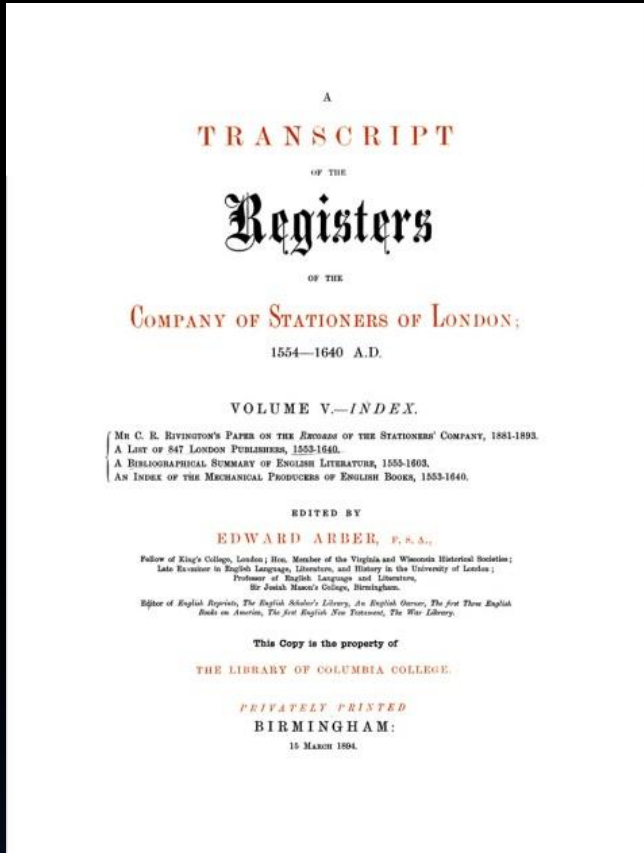 A
TRANSCRIPT
OF THE
Registers
OF THE
COMPANY OF STATIONERS OF LONDON;
1554—1640 A.D.
VOLUME V.—INDEX.
MR C. R. RIVINGTON'S PAPER ON THE RECORDS OF THE STATIONERS' COMPANY, 1881-1893.
A LIST OF 847 LONDON PUBLISHERS, 1553-1640.
A BIBLIOGRAPHICAL SUMMARY OF ENGLISH LITERATURE, 1555-1603.
AN INDEX OF THE MECHANICAL PRODUCERS OF ENGLISH BOOKS, 1553-1640.
EDITED BY
EDWARD ARBER, F. S. A.,
Fellow of King's College, London; Hon. Member of the Virginia and Wisconsin Historical Societies;
Late Examiner in English Language, Literature, and History in the University of London;
Professor of English Language and Literature,
Sir Josiah Mason's College, Birmingham.
Editor of English Reprints, The English Scholar's Library, An English Garner, The first Three English
Books on America, The first English New Testament, The War Library.
This Copy is the property of
THE LIBRARY OF COLUMBIA COLLEGE.
PRIVATELY PRINTED
BIRMINGHAM:
15 MARCH 1894.